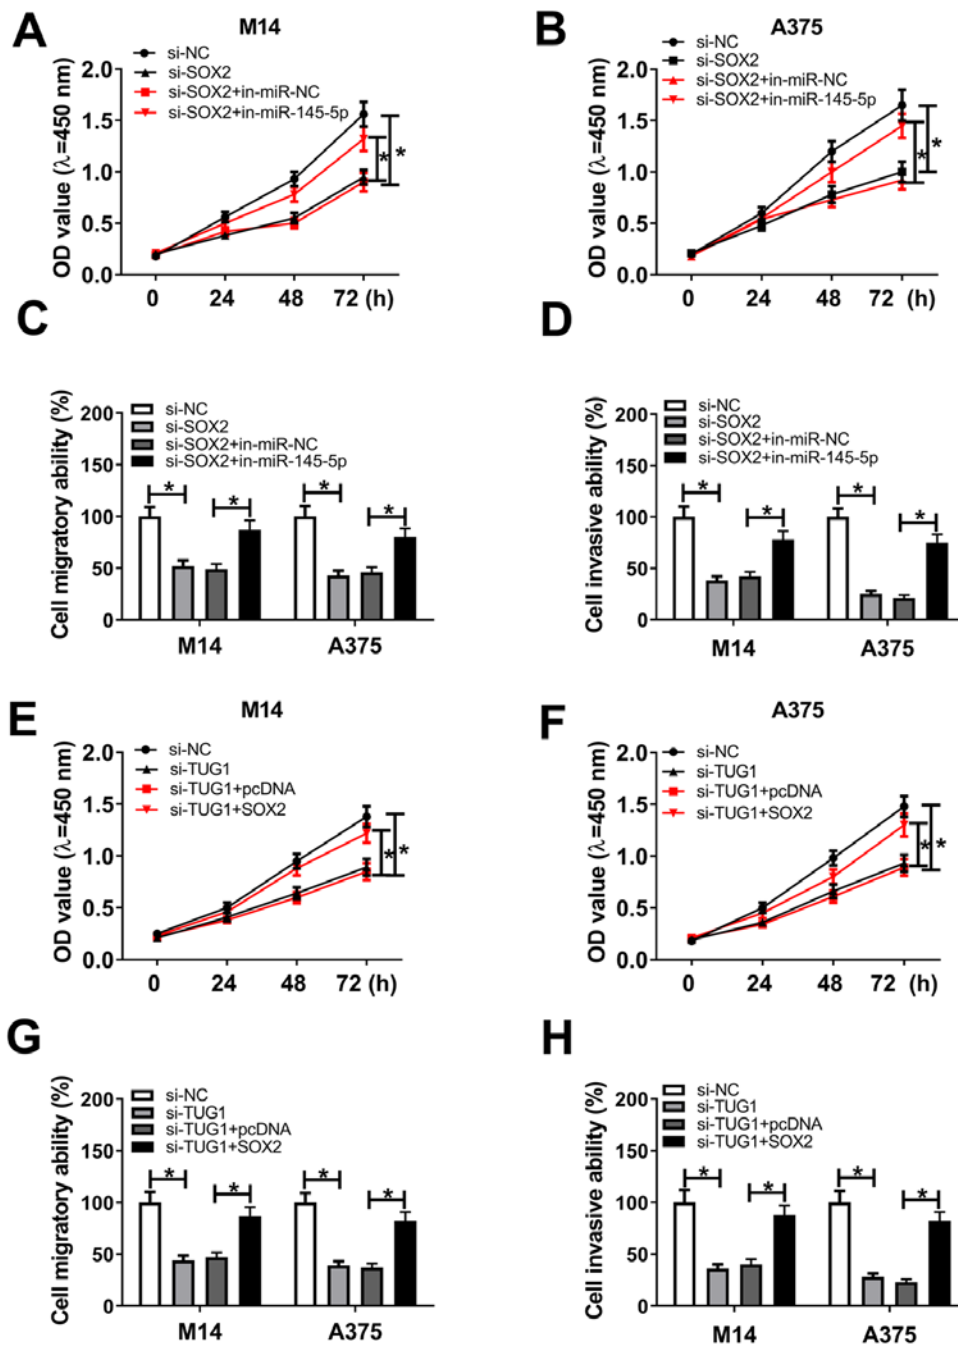 A
M14
si-NC
si-SOX2
si-SOX2+in-miR-NC
si-SOX2+in-miR-145-5p
OD value (λ=450 nm)
2.0
1.5
1.0
0.5
0.0
0 24 48 72 (h)
*
*
B
A375
si-NC
si-SOX2
si-SOX2+in-miR-NC
si-SOX2+in-miR-145-5p
OD value (λ=450 nm)
2.0
1.5
1.0
0.5
0.0
0 24 48 72 (h)
*
*
C
si-NC
si-SOX2
si-SOX2+in-miR-NC
si-SOX2+in-miR-145-5p
Cell migratory ability (%)
200
150
100
50
0
* * * *
M14 A375
D
si-NC
si-SOX2
si-SOX2+in-miR-NC
si-SOX2+in-miR-145-5p
Cell invasive ability (%)
200
150
100
50
0
* * * *
M14 A375
E
M14
si-NC
si-TUG1
si-TUG1+pcDNA
si-TUG1+SOX2
OD value (λ=450 nm)
2.0
1.5
1.0
0.5
0.0
0 24 48 72 (h)
*
*
F
A375
si-NC
si-TUG1
si-TUG1+pcDNA
si-TUG1+SOX2
OD value (λ=450 nm)
2.0
1.5
1.0
0.5
0.0
0 24 48 72 (h)
*
*
G
si-NC
si-TUG1
si-TUG1+pcDNA
si-TUG1+SOX2
Cell migratory ability (%)
200
150
100
50
0
* * * *
M14 A375
H
si-NC
si-TUG1
si-TUG1+pcDNA
si-TUG1+SOX2
Cell invasive ability (%)
200
150
100
50
0
* * * *
M14 A375